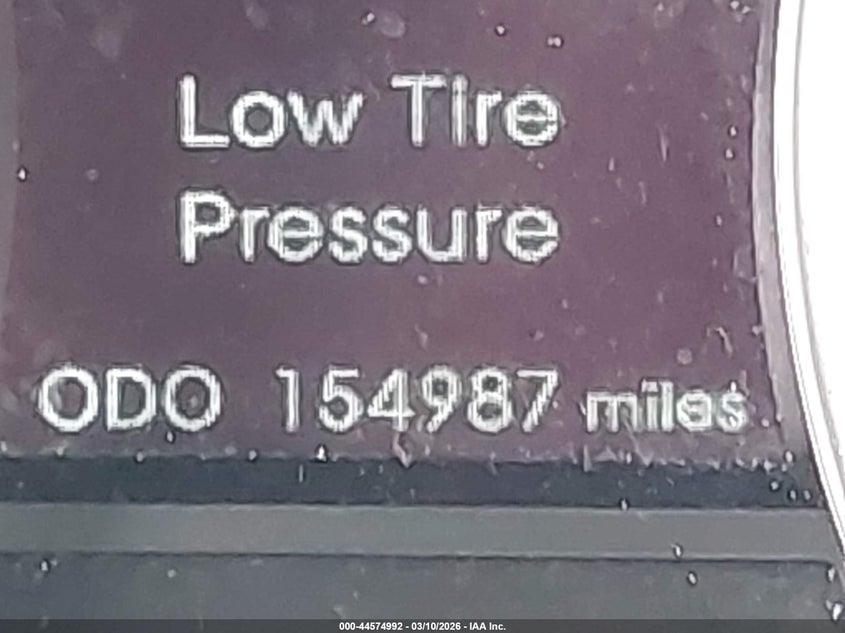 Low Tire
Pressure
ODO 154987 miles
000-44574992 - 03/10/2026 - IAA Inc.